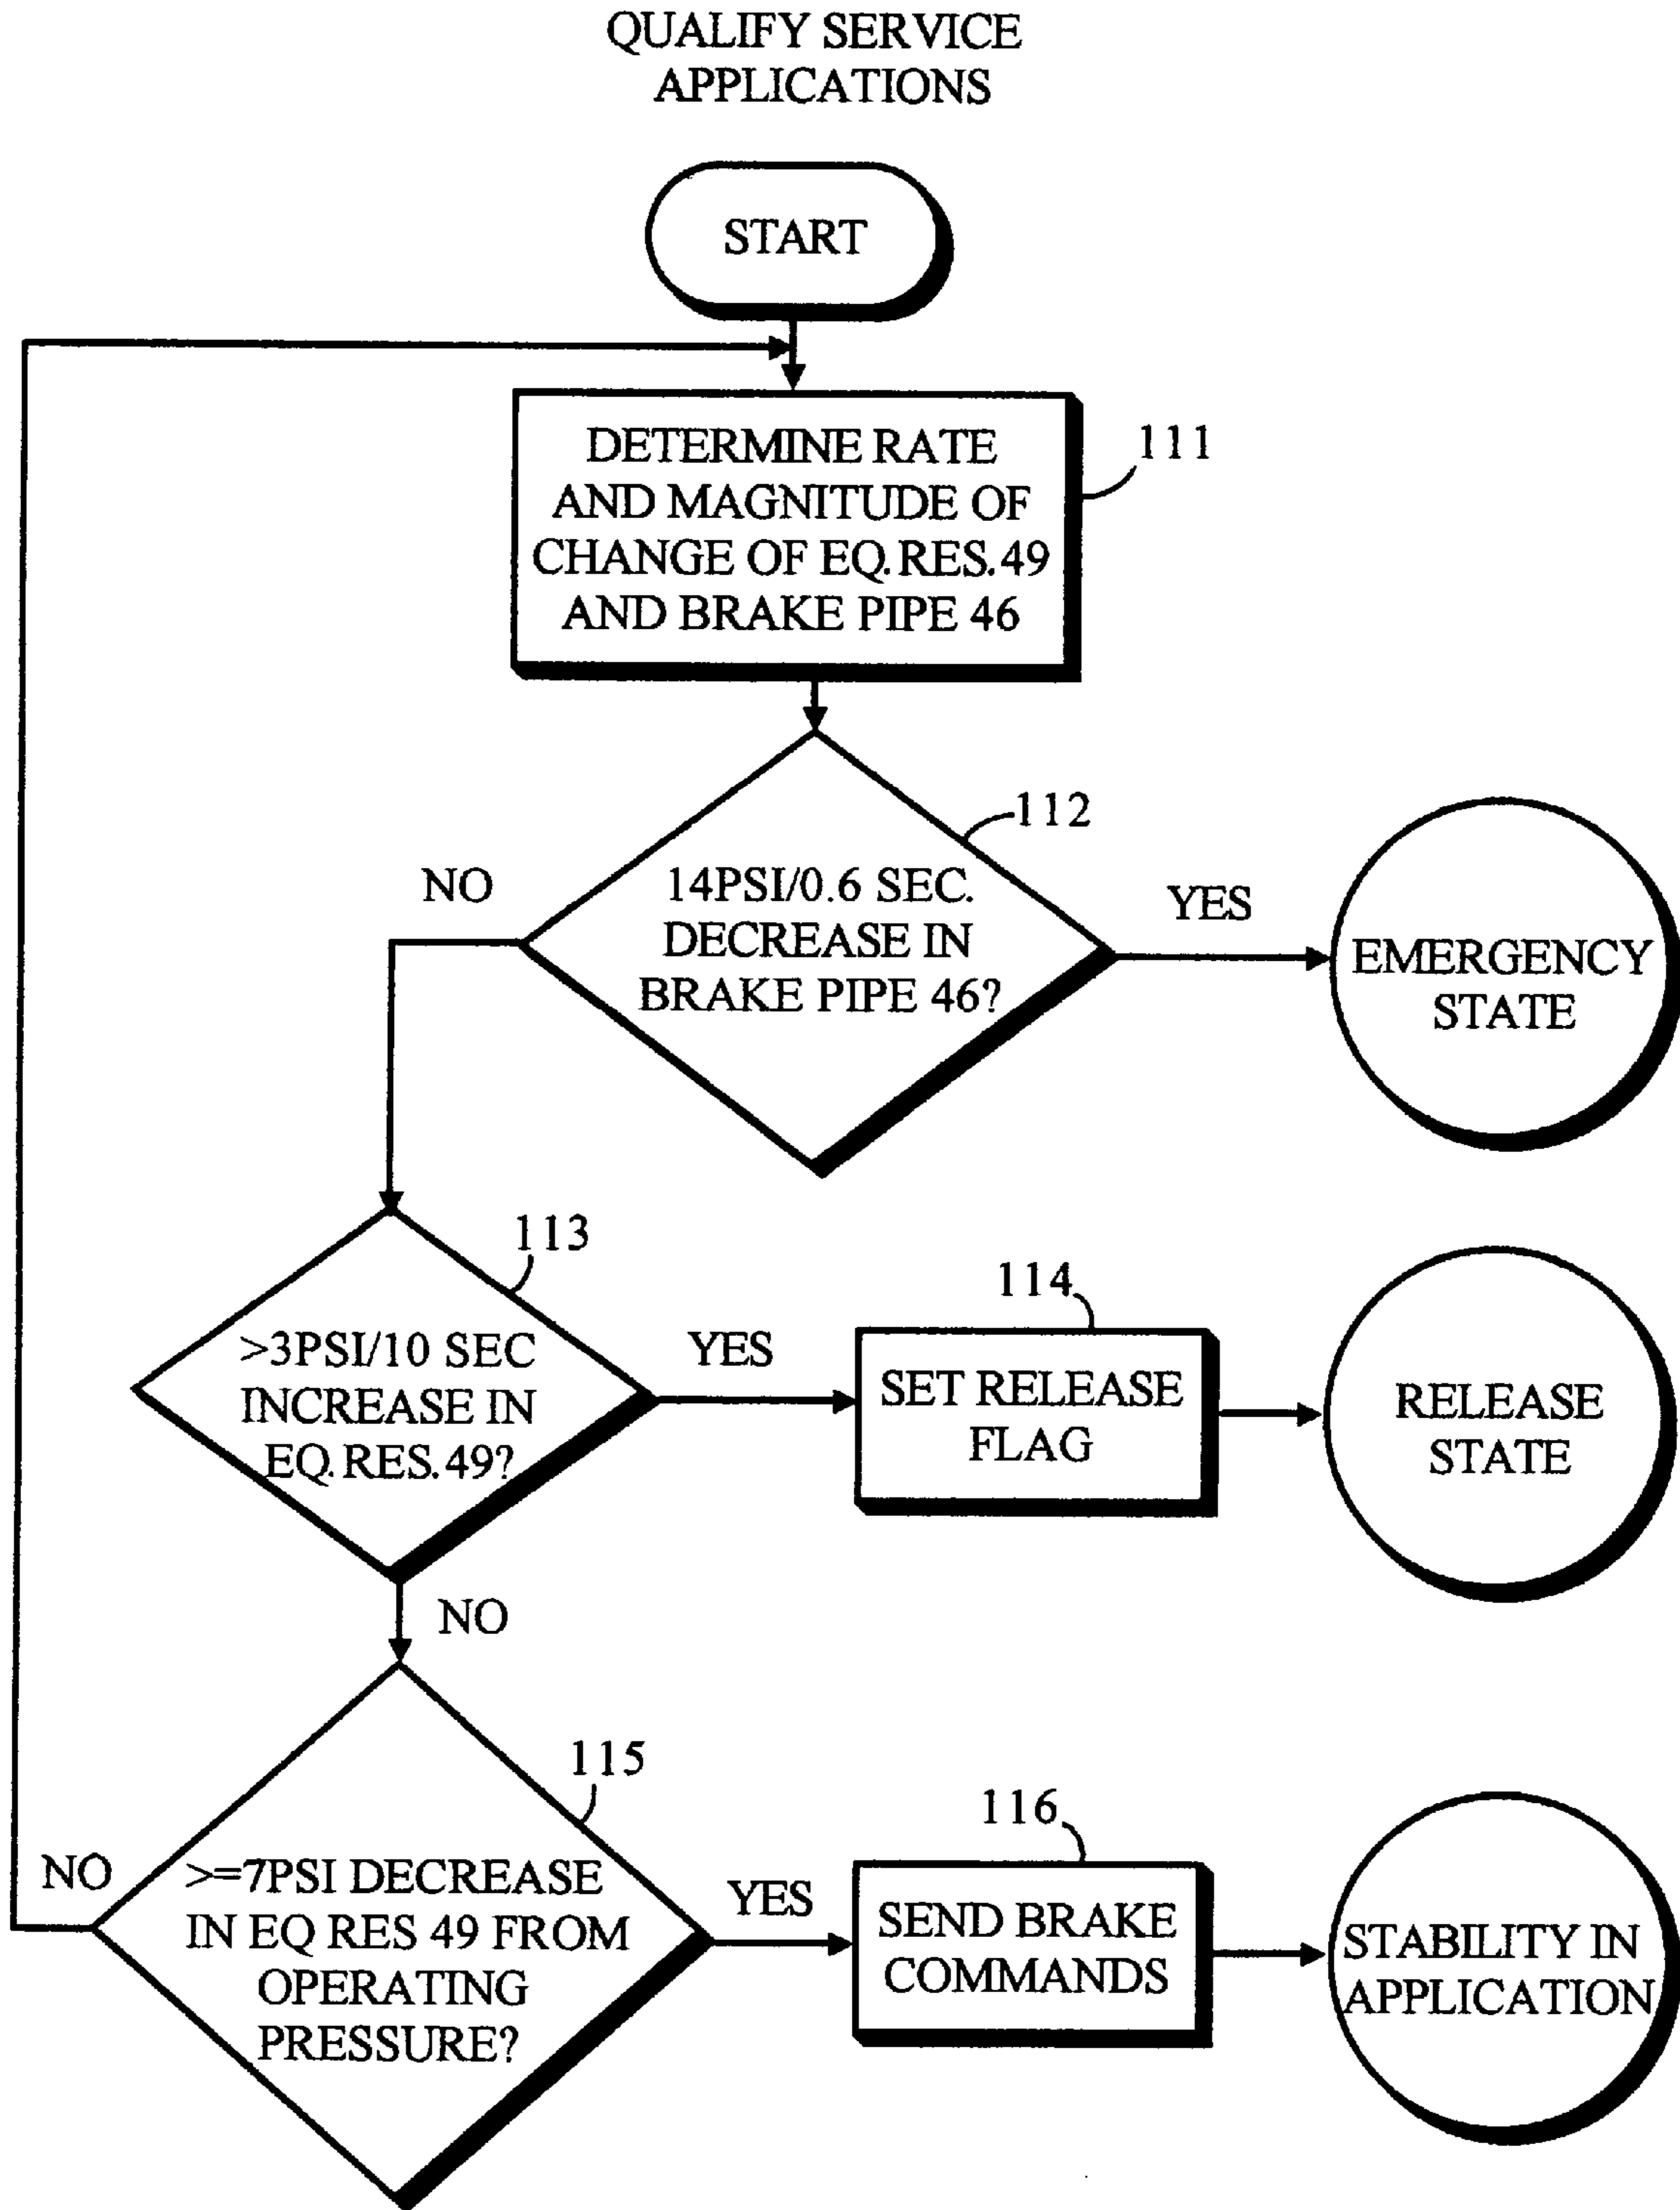 QUALIFY SERVICE
APPLICATIONS
START
DETERMINE RATE
AND MAGNITUDE OF
CHANGE OF EQ. RES. 49
AND BRAKE PIPE 46
111
112
14PSI/0.6 SEC.
DECREASE IN
BRAKE PIPE 46?
NO
YES
EMERGENCY
STATE
113
>3PSI/10 SEC
INCREASE IN
EQ. RES. 49?
YES
114
SET RELEASE
FLAG
RELEASE
STATE
NO
115
>=7PSI DECREASE
IN EQ RES 49 FROM
OPERATING
PRESSURE?
NO
YES
116
SEND BRAKE
COMMANDS
STABILITY IN
APPLICATION